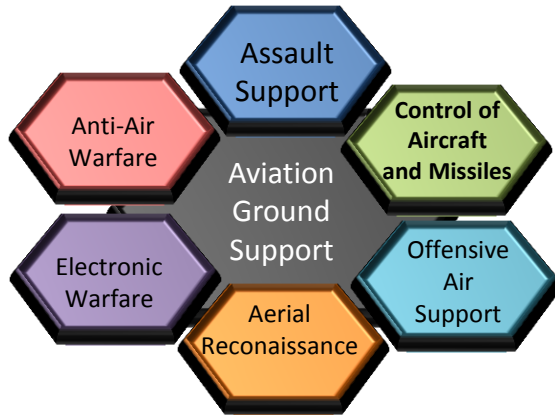 Assault
Support
Control of
Aircraft
and Missiles
Offensive
Air
Support
Aerial
Reconaissance
Electronic
Warfare
Anti-Air
Warfare
Aviation
Ground
Support